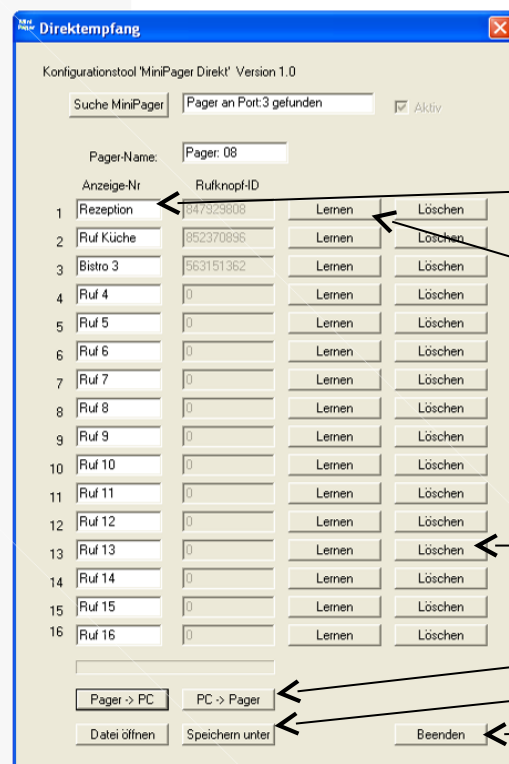 Mini Pager Direktempfang
Konfigurationstool 'MiniPager Direkt' Version 1.0
Suche MiniPager Pager an Port:3 gefunden Aktiv
Pager-Name: Pager: 08
Anzeige-Nr Rufknopf-ID
1 Rezeption 847929808 Lernen Löschen
2 Ruf Küche 852370896 Lernen Löschen
3 Bistro 3 563151362 Lernen Löschen
4 Ruf 4 0 Lernen Löschen
5 Ruf 5 0 Lernen Löschen
6 Ruf 6 0 Lernen Löschen
7 Ruf 7 0 Lernen Löschen
8 Ruf 8 0 Lernen Löschen
9 Ruf 9 0 Lernen Löschen
10 Ruf 10 0 Lernen Löschen
11 Ruf 11 0 Lernen Löschen
12 Ruf 12 0 Lernen Löschen
13 Ruf 13 0 Lernen Löschen
14 Ruf 14 0 Lernen Löschen
15 Ruf 15 0 Lernen Löschen
16 Ruf 16 0 Lernen Löschen
Pager -> PC PC -> Pager
Datei öffnen Speichern unter Beenden